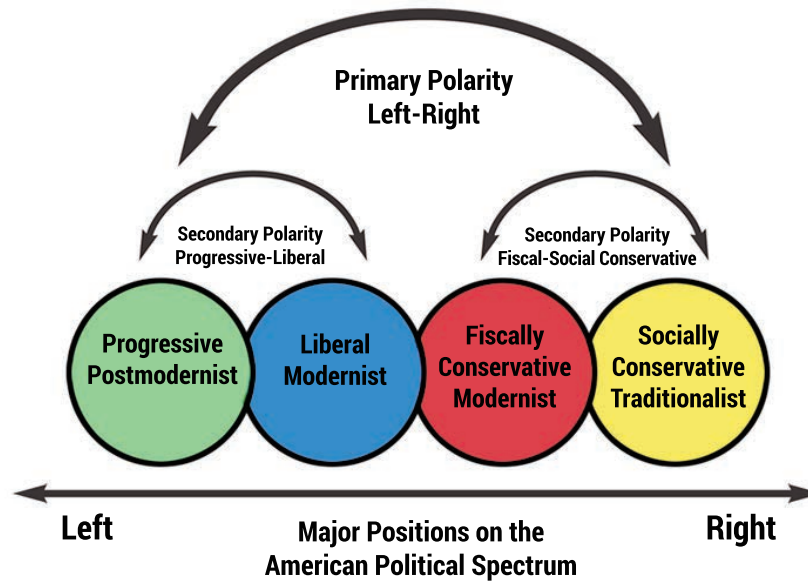 Primary Polarity
Left-Right
Secondary Polarity
Progressive-Liberal
Secondary Polarity
Fiscal-Social Conservative
Progressive
Postmodernist
Liberal
Modernist
Fiscally
Conservative
Modernist
Socially
Conservative
Traditionalist
Left
Major Positions on the
American Political Spectrum
Right